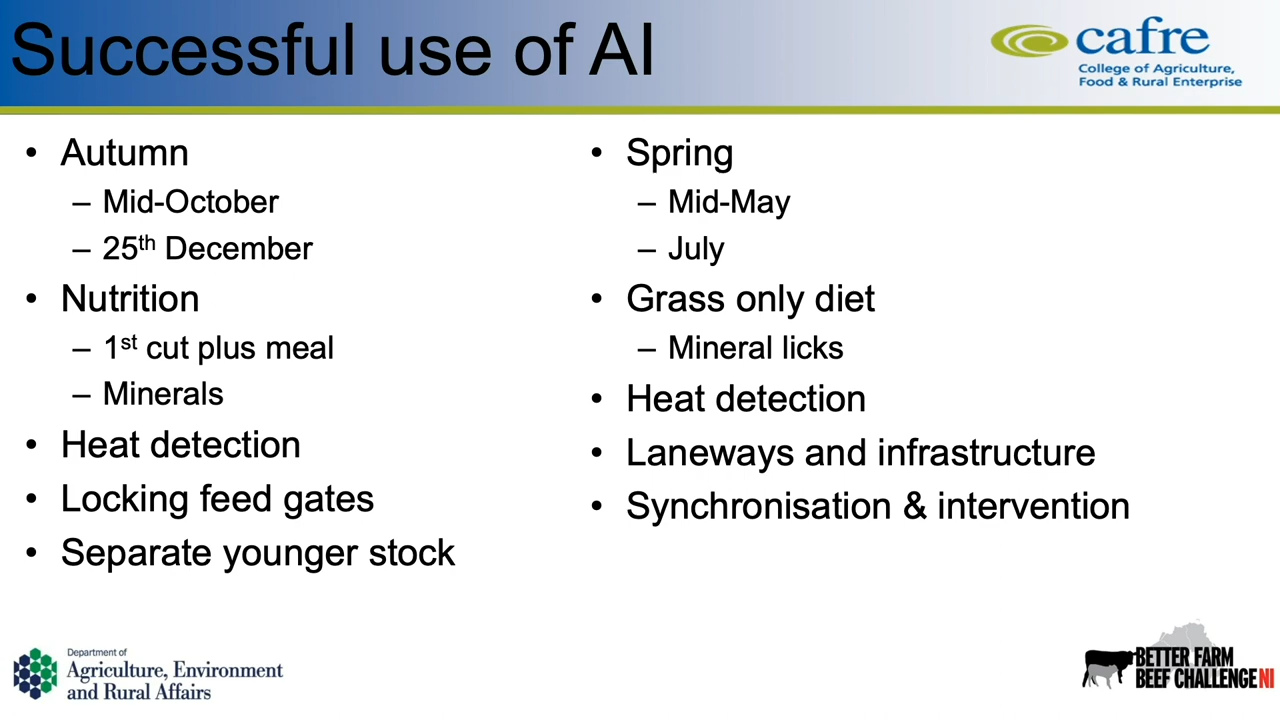 Successful use of AI
cafre
College of Agriculture,
Food & Rural Enterprise
• Autumn
– Mid-October
– 25th December
• Nutrition
– 1st cut plus meal
– Minerals
• Heat detection
• Locking feed gates
• Separate younger stock
• Spring
– Mid-May
– July
• Grass only diet
– Mineral licks
• Heat detection
• Laneways and infrastructure
• Synchronisation & intervention
Department of
Agriculture, Environment
and Rural Affairs
BETTER FARM
BEEF CHALLENGE NI